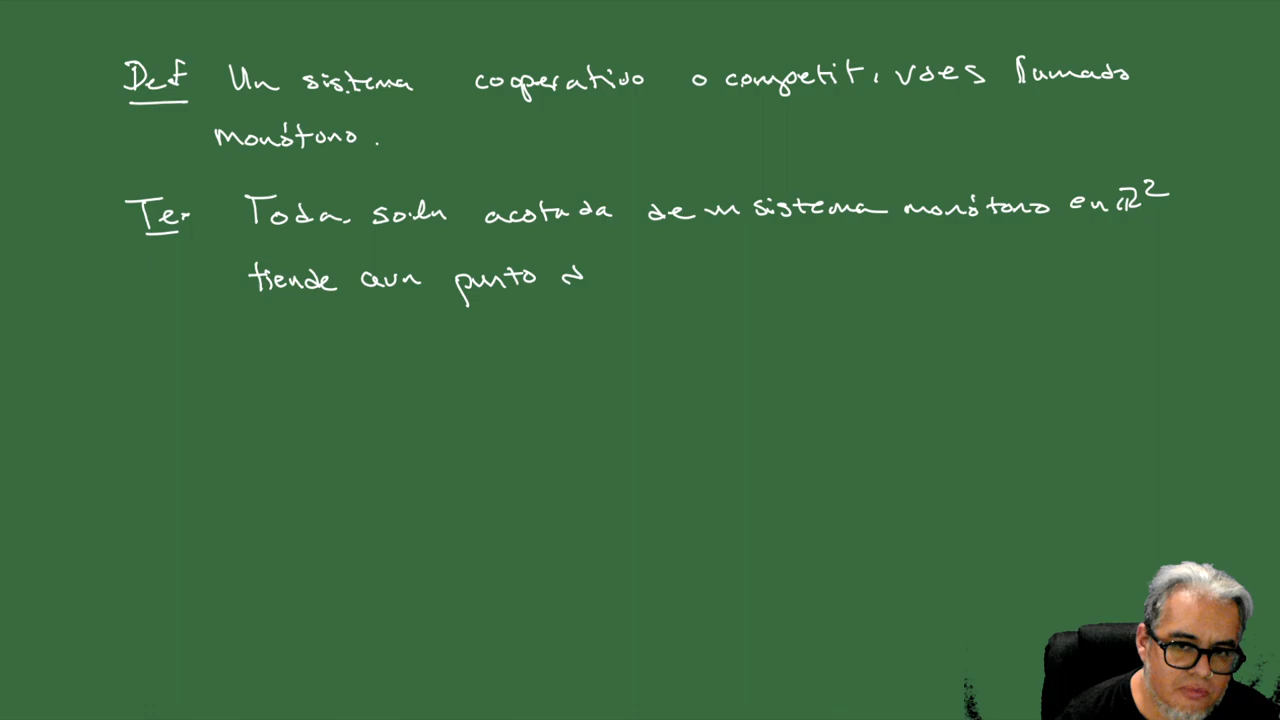 Def Un sistema cooperativo o competitivo es llamado
monótono.
Te. Toda soln acotada de un sistema monótono en ℝ²
tiende a un punto